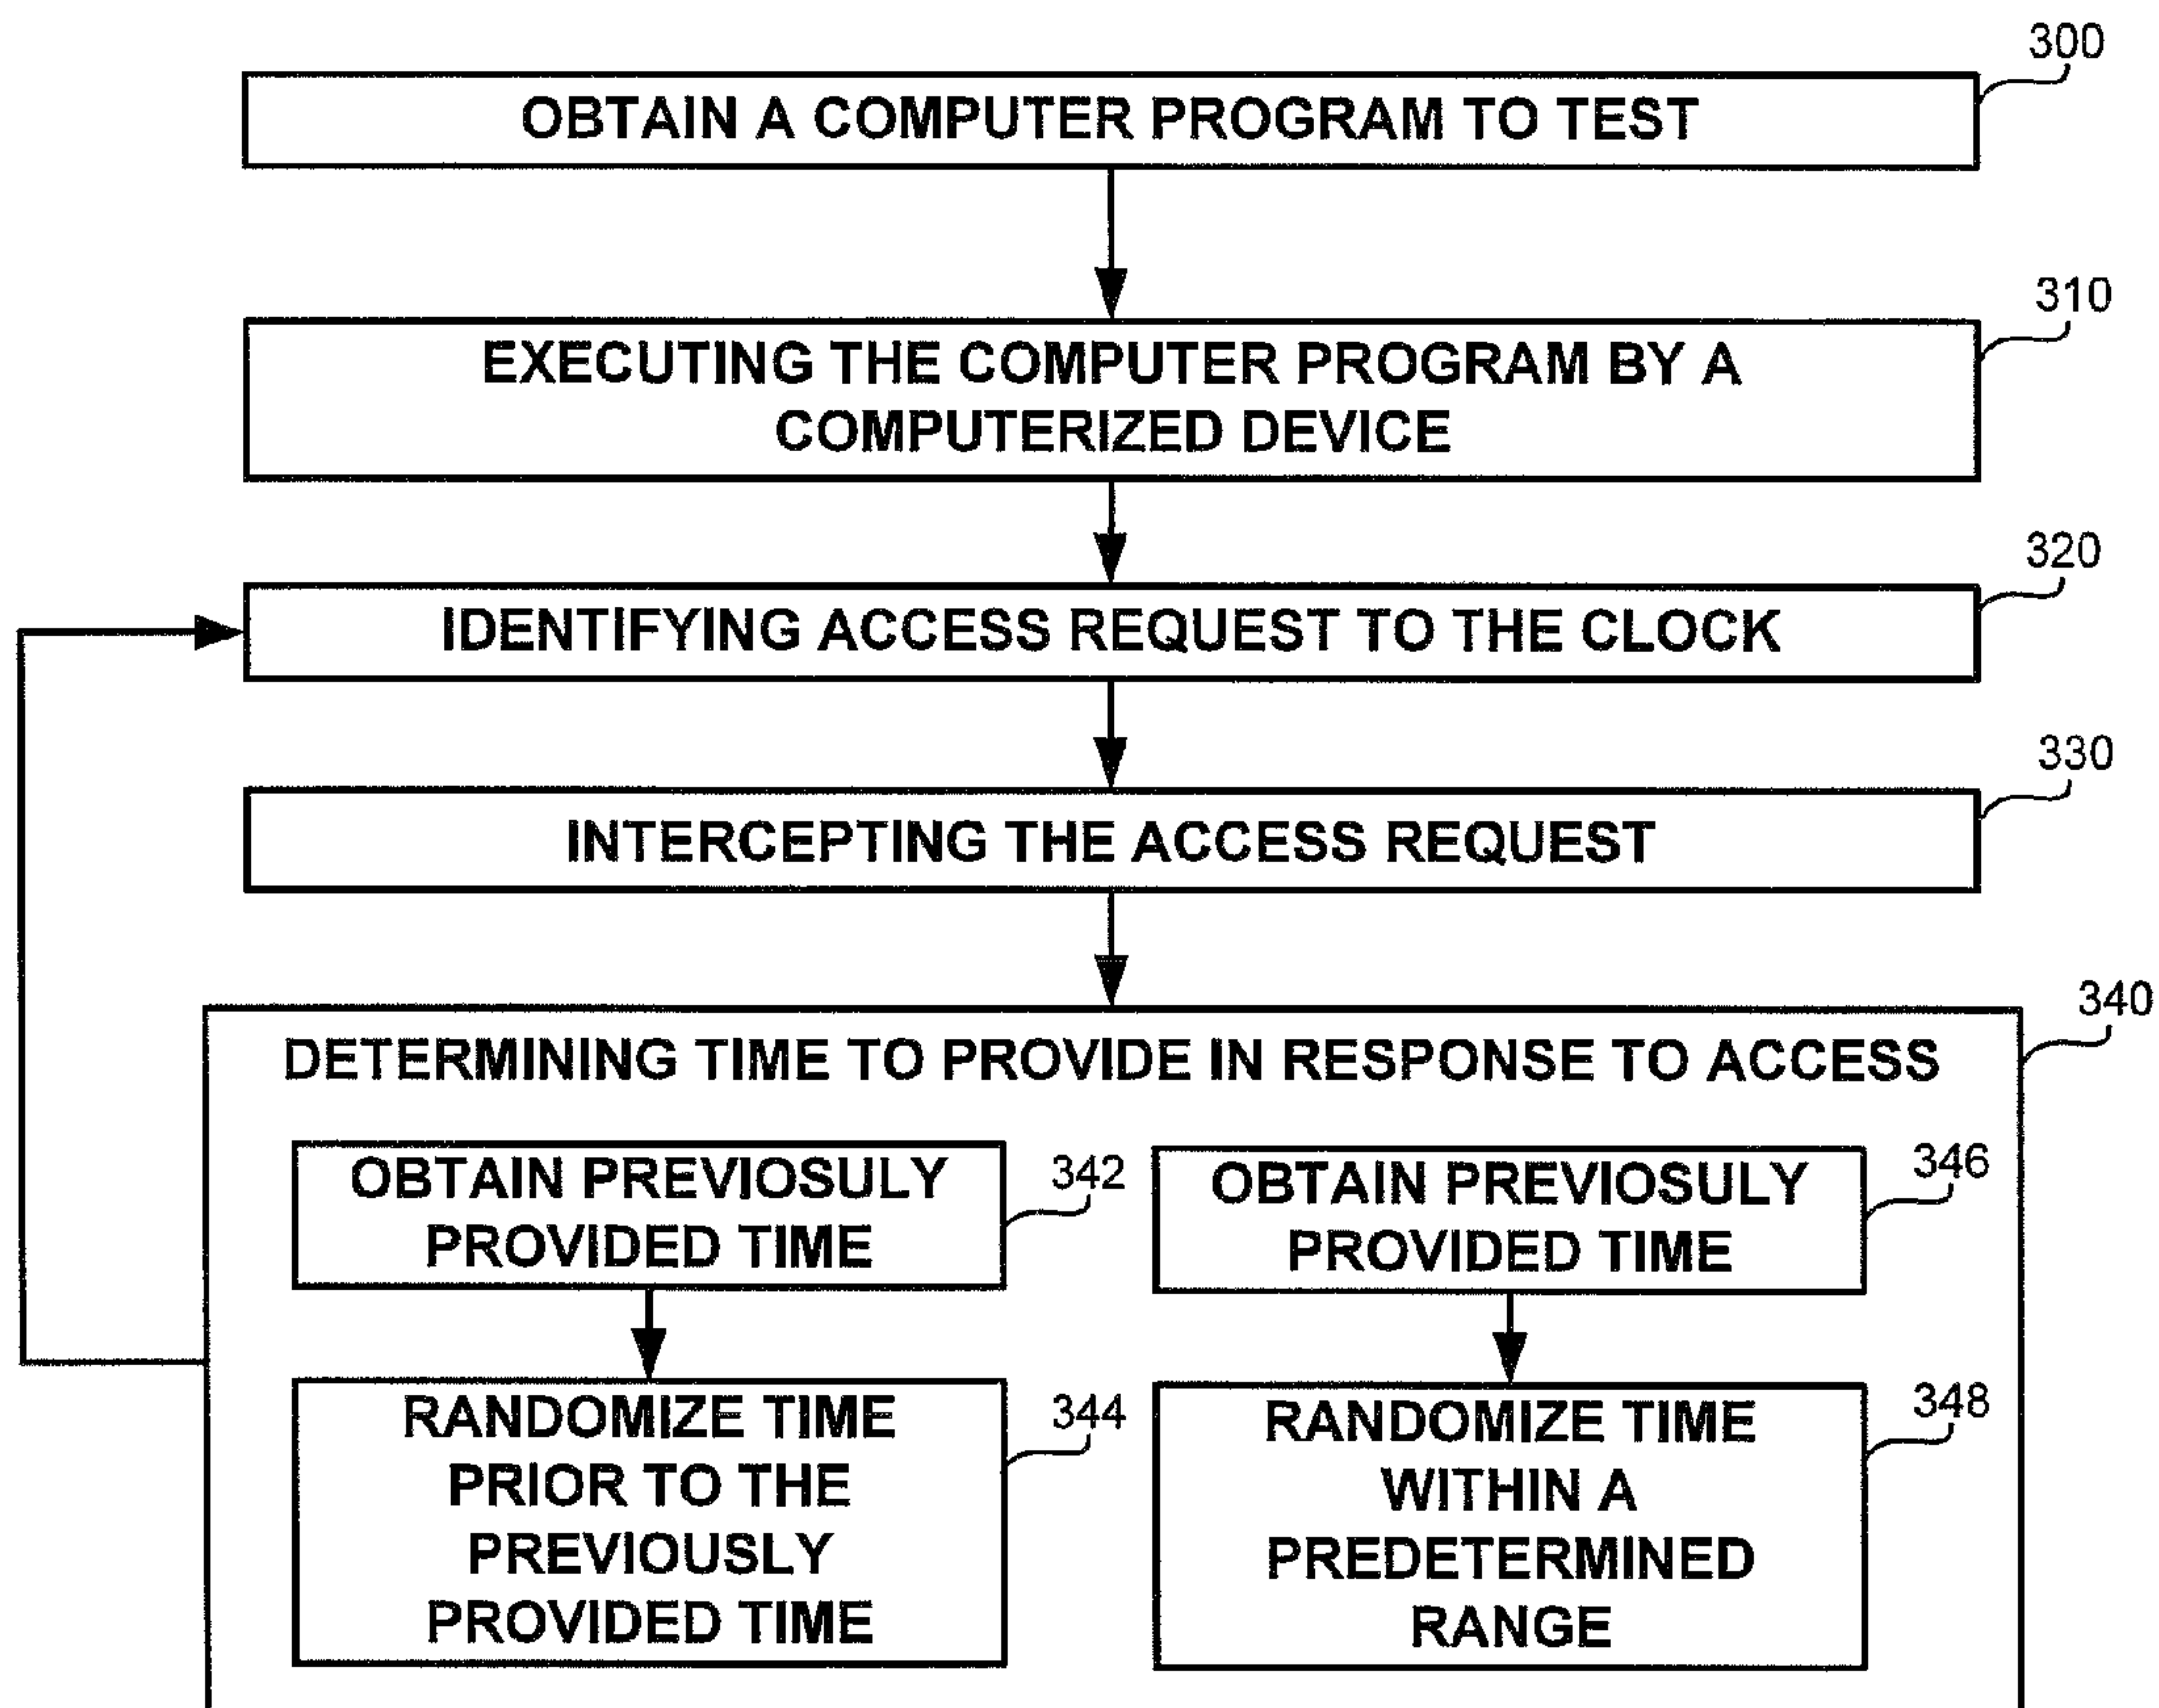 300
OBTAIN A COMPUTER PROGRAM TO TEST
310
EXECUTING THE COMPUTER PROGRAM BY A
COMPUTERIZED DEVICE
320
IDENTIFYING ACCESS REQUEST TO THE CLOCK
330
INTERCEPTING THE ACCESS REQUEST
340
DETERMINING TIME TO PROVIDE IN RESPONSE TO ACCESS
OBTAIN PREVIOSULY
PROVIDED TIME
342
OBTAIN PREVIOSULY
PROVIDED TIME
346
RANDOMIZE TIME
PRIOR TO THE
PREVIOUSLY
PROVIDED TIME
344
RANDOMIZE TIME
WITHIN A
PREDETERMINED
RANGE
348